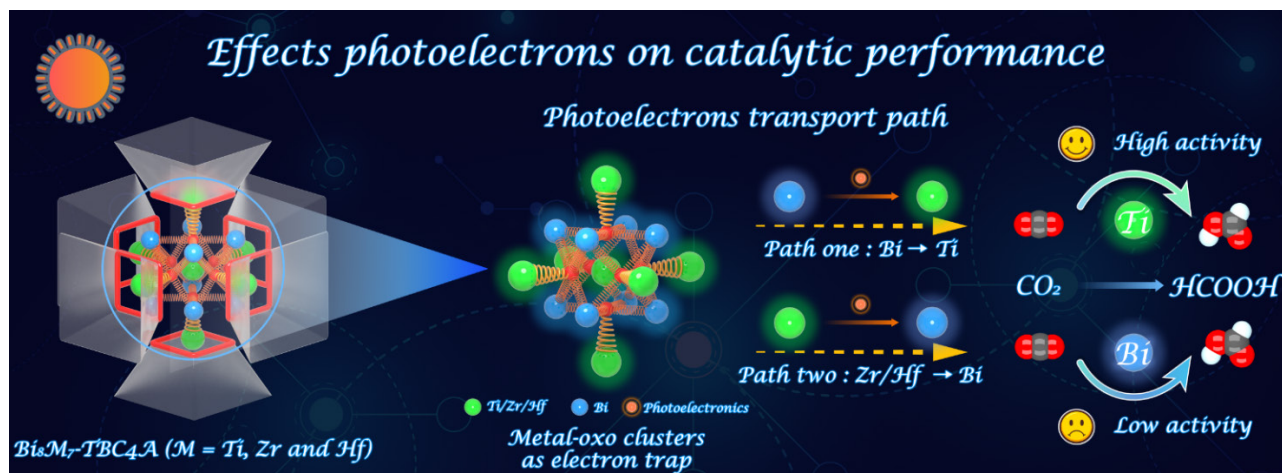 Effects photoelectrons on catalytic performance
Photoelectrons transport path
High activity
Ti
Path one : Bi → Ti
CO₂
HCOOH
Bi
Path two : Zr/Hf → Bi
Ti/Zr/Hf
Bi
Photoelectronics
Low activity
Bi₈M₇-TBC4A (M = Ti, Zr and Hf)
Metal-oxo clusters
as electron trap